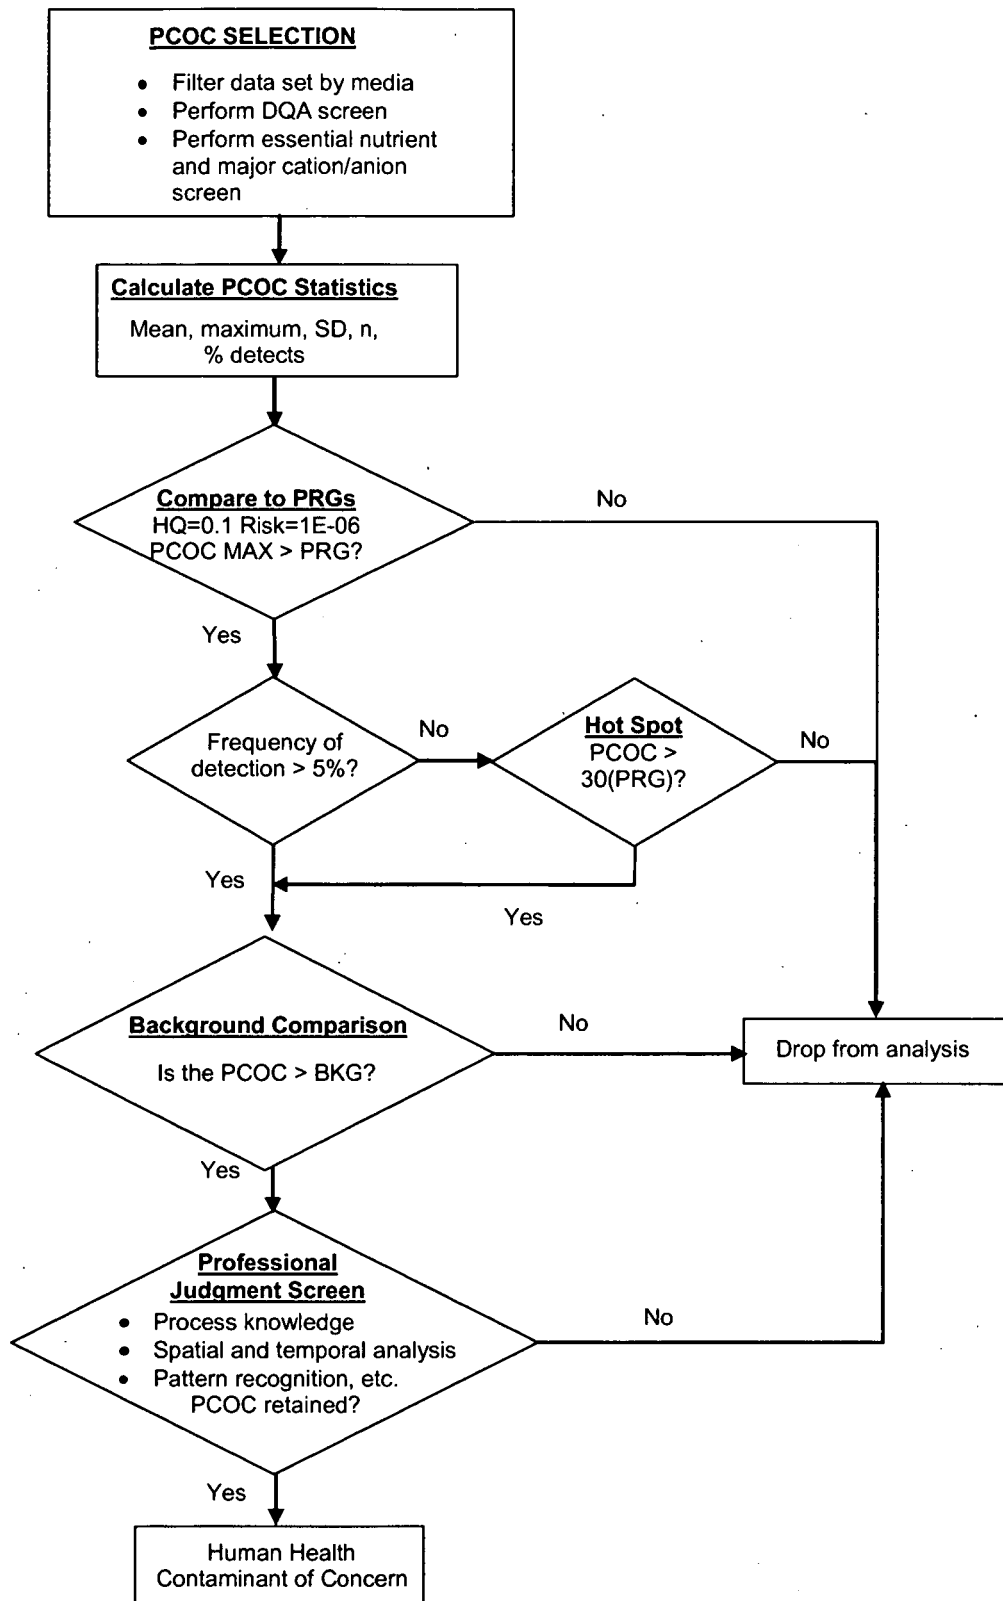 PCOC SELECTION
• Filter data set by media
• Perform DQA screen
• Perform essential nutrient
and major cation/anion
screen
Calculate PCOC Statistics
Mean, maximum, SD, n,
% detects
Compare to PRGs
HQ=0.1 Risk=1E-06
PCOC MAX > PRG?
No
Yes
Frequency of
detection > 5%?
No
Hot Spot
PCOC >
30(PRG)?
No
Yes
Yes
Background Comparison
Is the PCOC > BKG?
No
Drop from analysis
Yes
Professional
Judgment Screen
• Process knowledge
• Spatial and temporal analysis
• Pattern recognition, etc.
PCOC retained?
No
Yes
Human Health
Contaminant of Concern